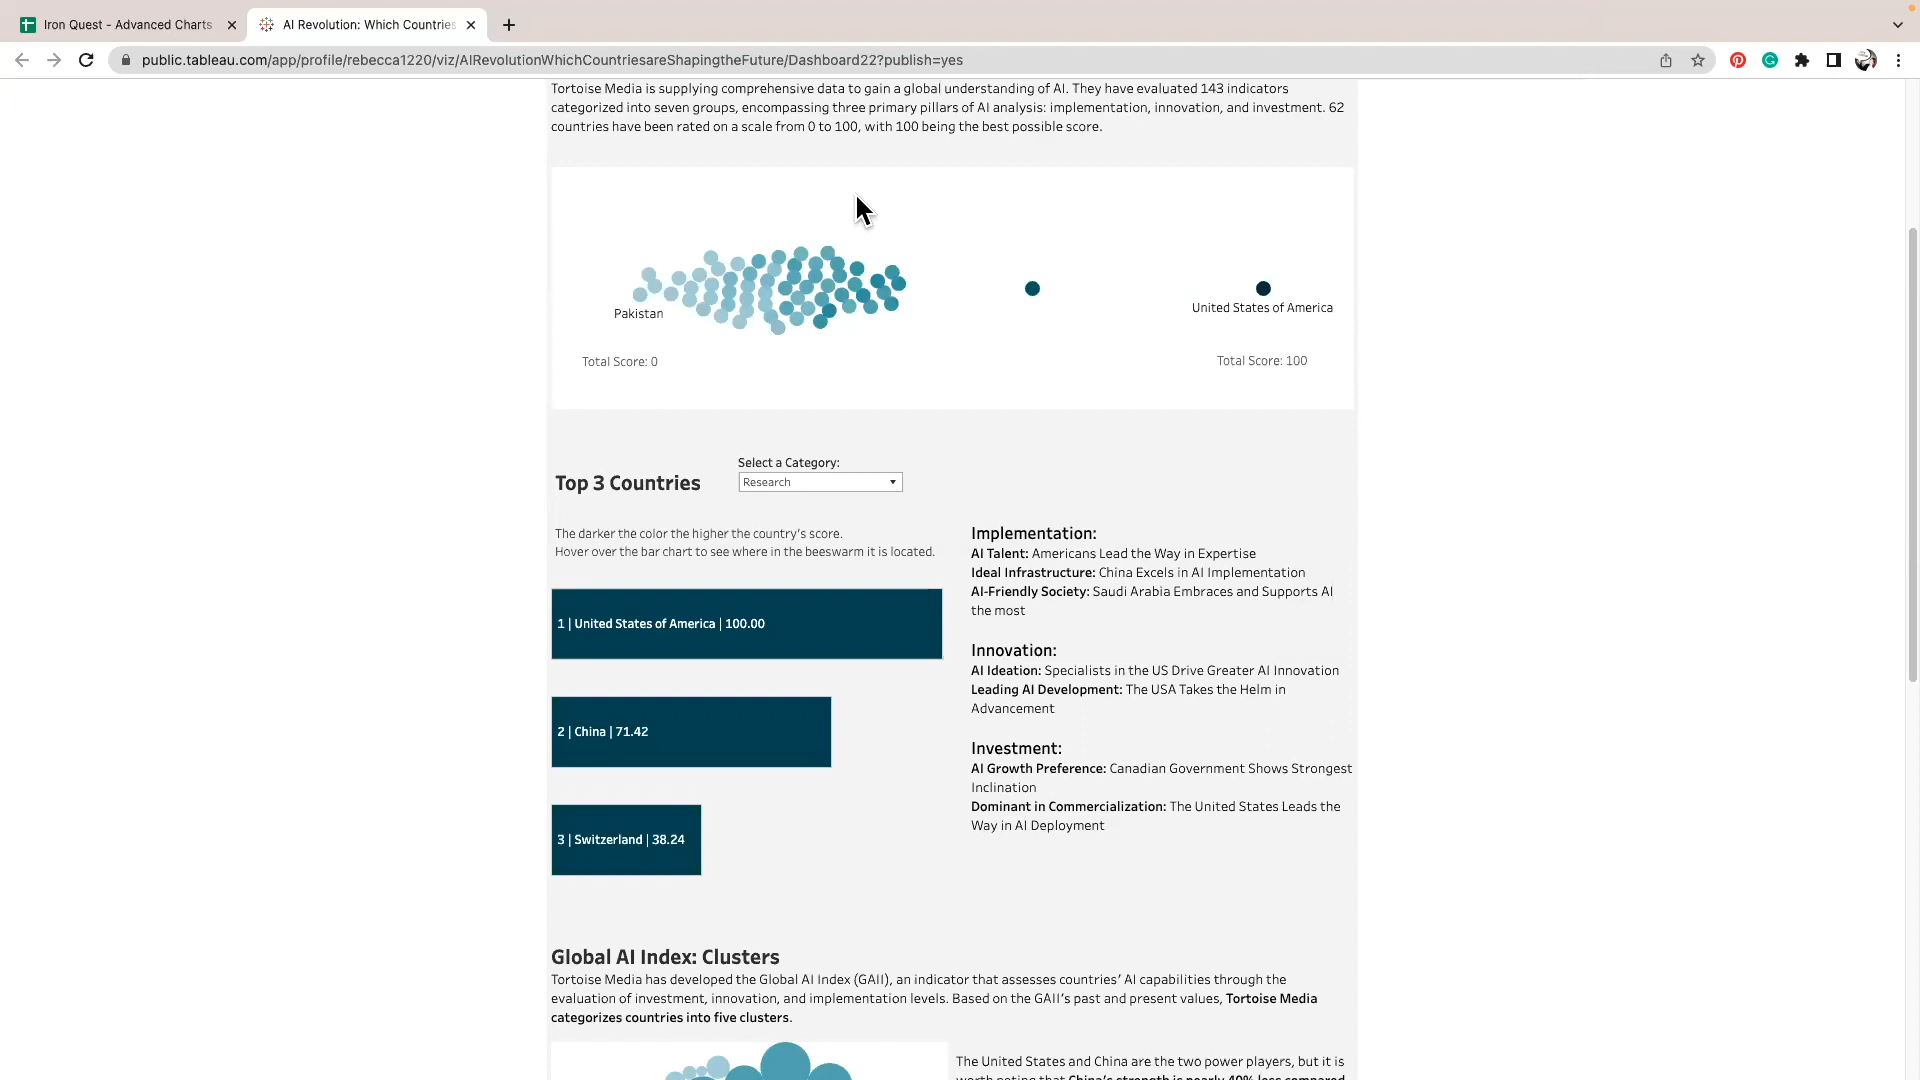 Iron Quest - Advanced Charts
AI Revolution: Which Countries
public.tableau.com/app/profile/rebecca1220/viz/AIRevolutionWhichCountriesareShapingtheFuture/Dashboard22?publish=yes
Tortoise Media is supplying comprehensive data to gain a global understanding of AI. They have evaluated 143 indicators
categorized into seven groups, encompassing three primary pillars of AI analysis: implementation, innovation, and investment. 62
countries have been rated on a scale from 0 to 100, with 100 being the best possible score.
Pakistan
United States of America
Total Score: 0
Total Score: 100
Select a Category:
Top 3 Countries
Research
The darker the color the higher the country's score.
Hover over the bar chart to see where in the beeswarm it is located.
1 | United States of America | 100.00
2 | China | 71.42
3 | Switzerland | 38.24
Implementation:
AI Talent: Americans Lead the Way in Expertise
Ideal Infrastructure: China Excels in AI Implementation
AI-Friendly Society: Saudi Arabia Embraces and Supports AI
the most
Innovation:
AI Ideation: Specialists in the US Drive Greater AI Innovation
Leading AI Development: The USA Takes the Helm in
Advancement
Investment:
AI Growth Preference: Canadian Government Shows Strongest
Inclination
Dominant in Commercialization: The United States Leads the
Way in AI Deployment
Global AI Index: Clusters
Tortoise Media has developed the Global AI Index (GAII), an indicator that assesses countries' AI capabilities through the
evaluation of investment, innovation, and implementation levels. Based on the GAII's past and present values, Tortoise Media
categorizes countries into five clusters.
The United States and China are the two power players, but it is
worth noting that China's strength is nearly 40% less compared